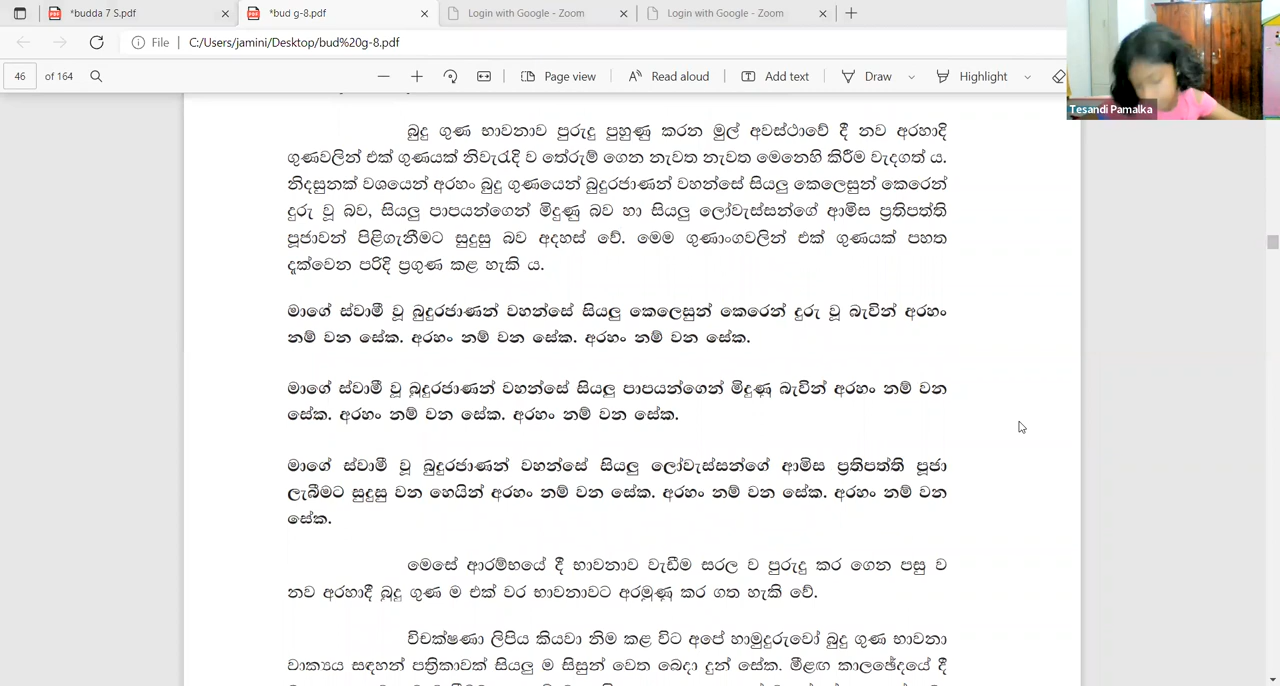 *budda 7 S.pdf
*bud g-8.pdf
Login with Google - Zoom
Login with Google - Zoom
File C:/Users/jamini/Desktop/bud%20g-8.pdf
46 of 164 Page view Read aloud Add text Draw Highlight
Tesandi Pamalka
බුදු ගුණ භාවනාව පුරුදු පුහුණු කරන මුල් අවස්ථාවේ දී නව අරහාදි
ගුණවලින් එක් ගුණයක් නිවැරැදි ව තේරුම් ගෙන නැවත නැවත මෙනෙහි කිරීම වැදගත් ය.
නිදසුනක් වශයෙන් අරහං බුදු ගුණයෙන් බුදුරජාණන් වහන්සේ සියලු කෙලෙසුන් කෙරෙන්
දුරු වූ බව, සියලු පාපයන්ගෙන් මිදුණු බව හා සියලු ලෝවැස්සන්ගේ ආමිස ප්‍රතිපත්ති
පූජාවන් පිළිගැනීමට සුදුසු බව අදහස් වේ. මෙම ගුණාංගවලින් එක් ගුණයක් පහත
දැක්වෙන පරිදි ප්‍රගුණ කළ හැකි ය.
මාගේ ස්වාමී වූ බුදුරජාණන් වහන්සේ සියලු කෙලෙසුන් කෙරෙන් දුරු වූ බැවින් අරහං
නම් වන සේක. අරහං නම් වන සේක. අරහං නම් වන සේක.
මාගේ ස්වාමී වූ බුදුරජාණන් වහන්සේ සියලු පාපයන්ගෙන් මිදුණු බැවින් අරහං නම් වන
සේක. අරහං නම් වන සේක. අරහං නම් වන සේක.
මාගේ ස්වාමී වූ බුදුරජාණන් වහන්සේ සියලු ලෝවැස්සන්ගේ ආමිස ප්‍රතිපත්ති පූජා
ලැබීමට සුදුසු වන හෙයින් අරහං නම් වන සේක. අරහං නම් වන සේක. අරහං නම් වන
සේක.
මෙසේ ආරම්භයේ දී භාවනාව වැඩීම සරල ව පුරුදු කර ගෙන පසු ව
නව අරහාදී බුදු ගුණ ම එක් වර භාවනාවට අරමුණු කර ගත හැකි වේ.
විචක්ෂණා ලිපිය කියවා නිම කළ විට අපේ හාමුදුරුවෝ බුදු ගුණ භාවනා
වාක්‍යය සඳහන් පත්‍රිකාවක් සියලු ම සිසුන් වෙත බෙදා දුන් සේක. මීළඟ කාලඡේදයේ දී